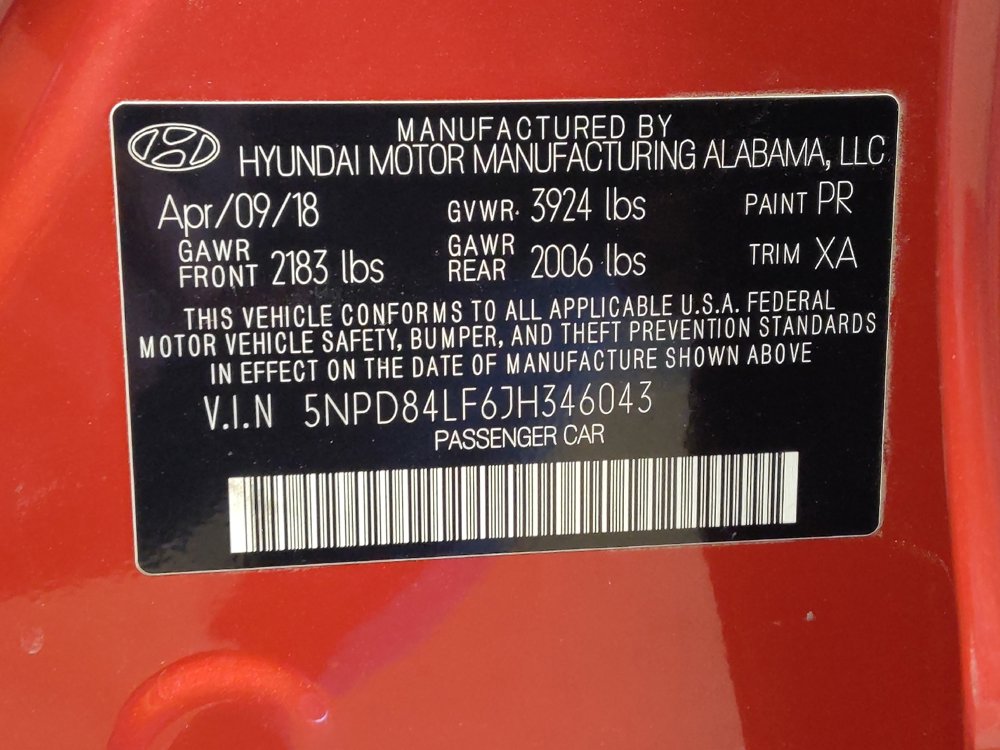 MANUFACTURED BY
HYUNDAI MOTOR MANUFACTURING ALABAMA, LLC
Apr/09/18 GVWR 3924 lbs PAINT PR
GAWR FRONT 2183 lbs GAWR REAR 2006 lbs TRIM XA
THIS VEHICLE CONFORMS TO ALL APPLICABLE U.S.A. FEDERAL
MOTOR VEHICLE SAFETY, BUMPER, AND THEFT PREVENTION STANDARDS
IN EFFECT ON THE DATE OF MANUFACTURE SHOWN ABOVE
V.I.N 5NPD84LF6JH346043
PASSENGER CAR